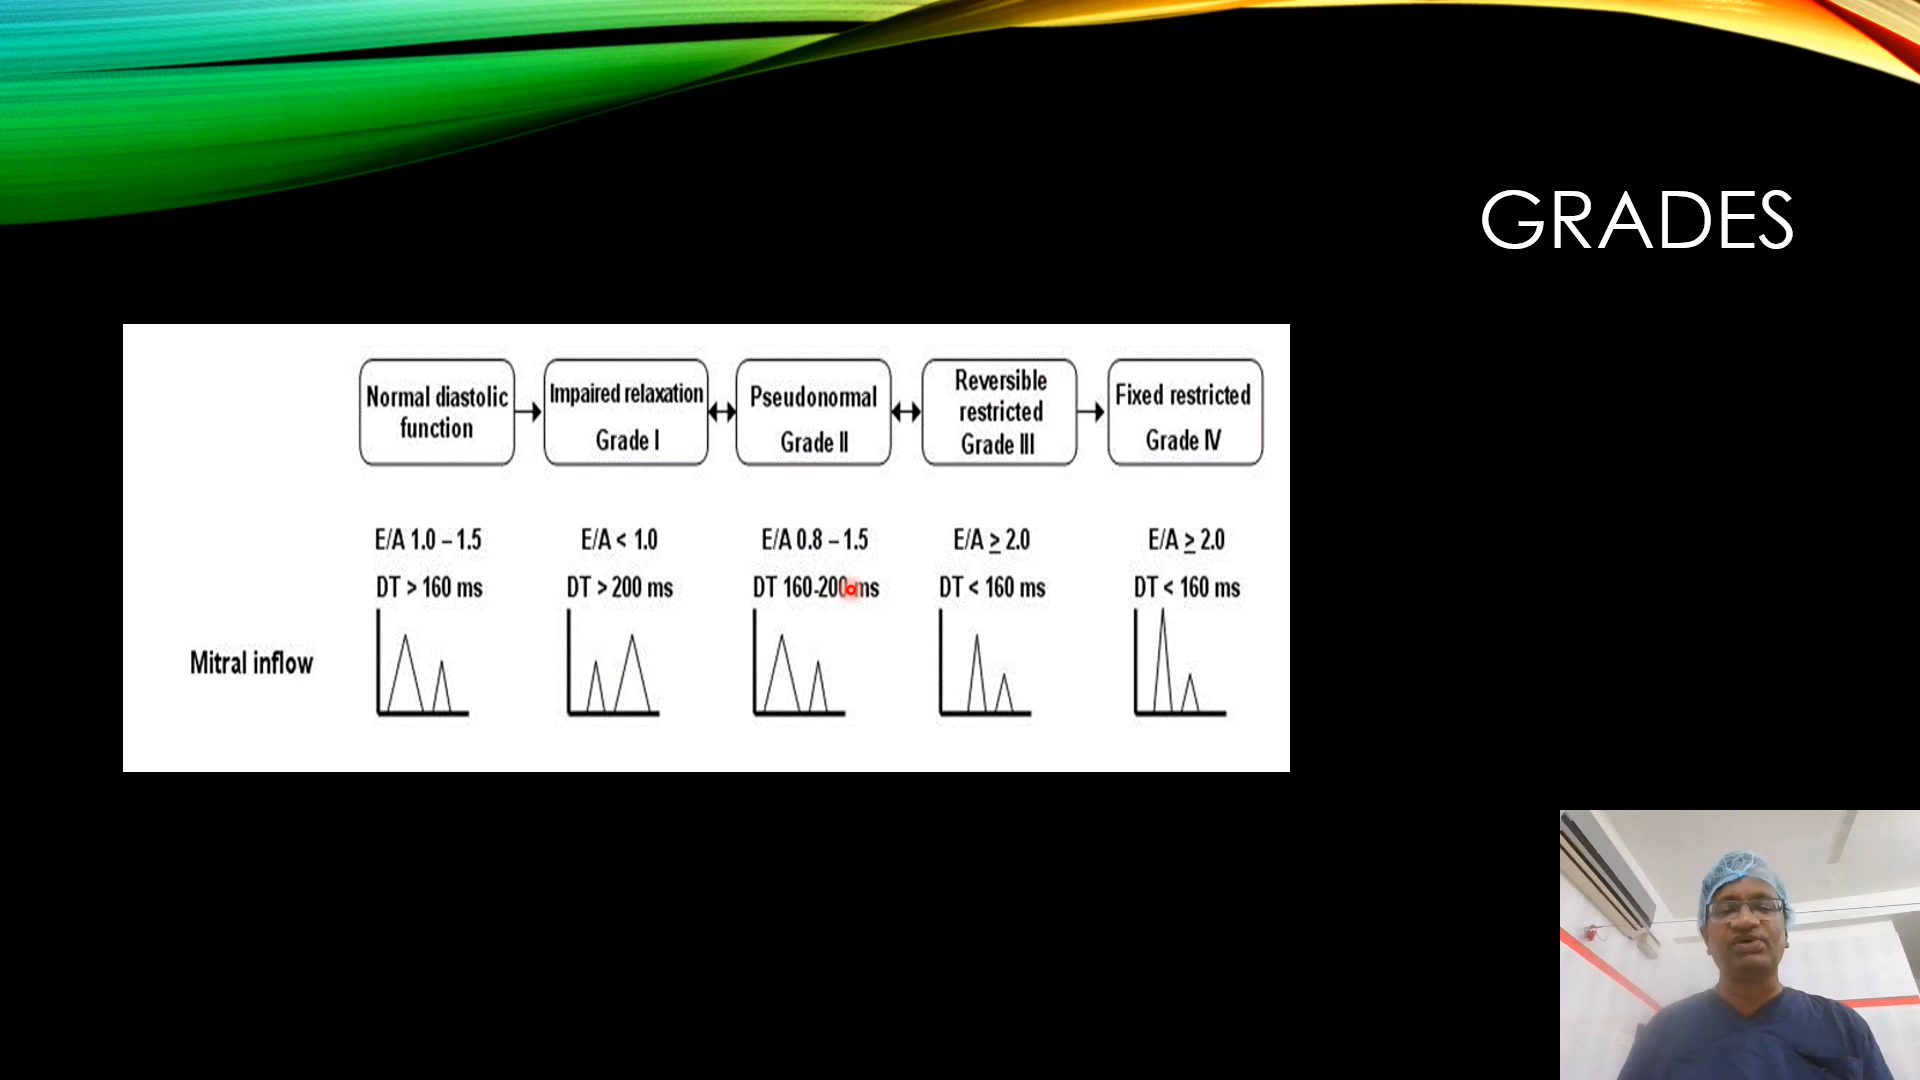 GRADES
Normal diastolic
function
Impaired relaxation
Grade I
Pseudonormal
Grade II
Reversible
restricted
Grade III
Fixed restricted
Grade IV
E/A 1.0 – 1.5
E/A < 1.0
E/A 0.8 – 1.5
E/A ≥ 2.0
E/A ≥ 2.0
DT > 160 ms
DT > 200 ms
DT 160-200 ms
DT < 160 ms
DT < 160 ms
Mitral inflow